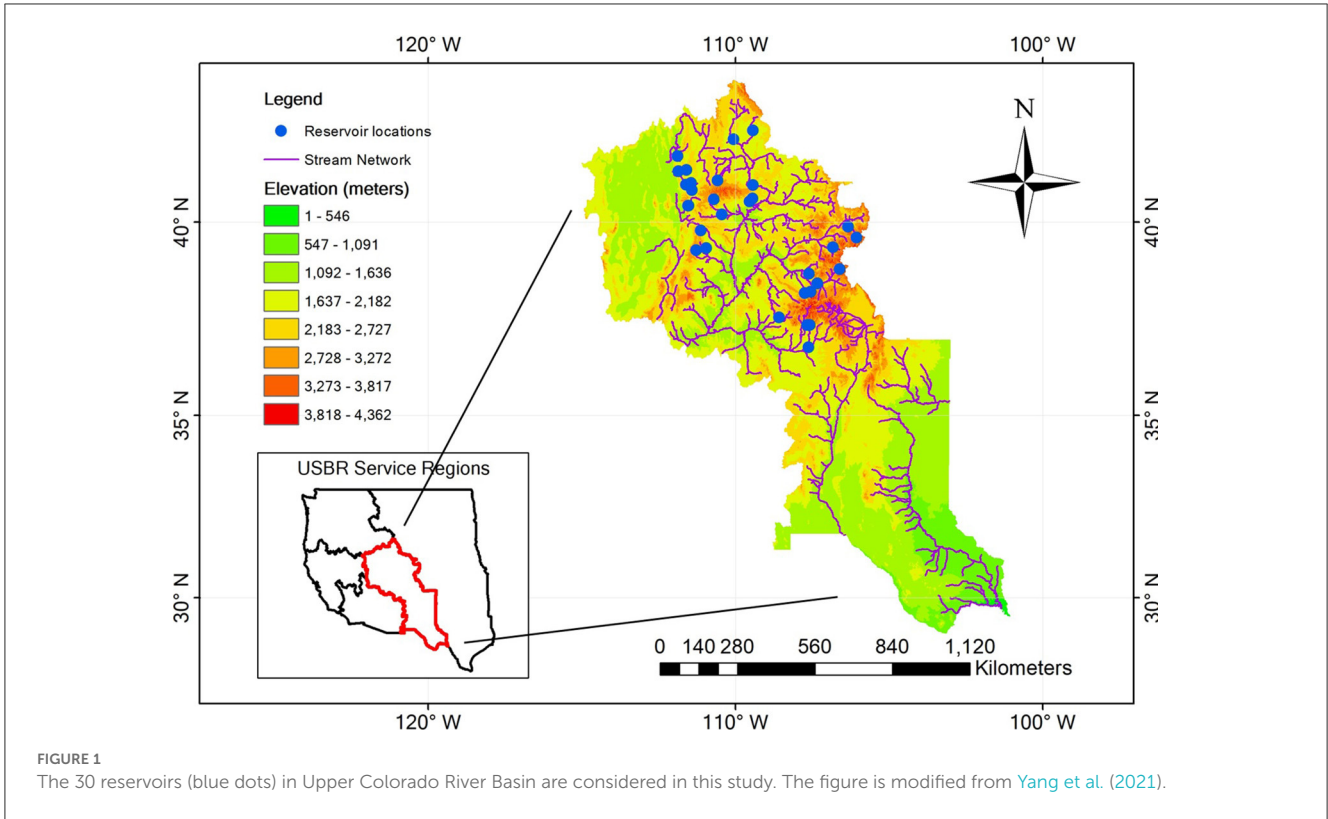 120° W 110° W 100° W
Legend
Reservoir locations
Stream Network
Elevation (meters)
1 - 546
547 - 1,091
1,092 - 1,636
1,637 - 2,182
2,183 - 2,727
2,728 - 3,272
3,273 - 3,817
3,818 - 4,362
N
40° N 40° N
35° N 35° N
30° N 30° N
USBR Service Regions
0 140 280 560 840 1,120
Kilometers
120° W 110° W 100° W
FIGURE 1
The 30 reservoirs (blue dots) in Upper Colorado River Basin are considered in this study. The figure is modified from Yang et al. (2021).